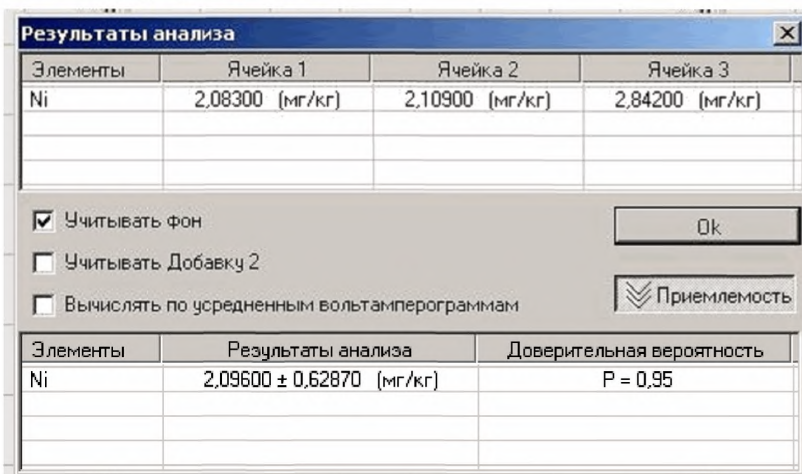 Результаты анализа
Элементы Ячейка 1 Ячейка 2 Ячейка 3
Ni 2,08300 (мг/кг) 2,10900 (мг/кг) 2,84200 (мг/кг)
Учитывать фон
Ok
Учитывать Добавку 2
Вычислять по усредненным вольтамперограммам
Приемлемость
Элементы Результаты анализа Доверительная вероятность
Ni 2,09600 ± 0,62870 (мг/кг) P = 0,95